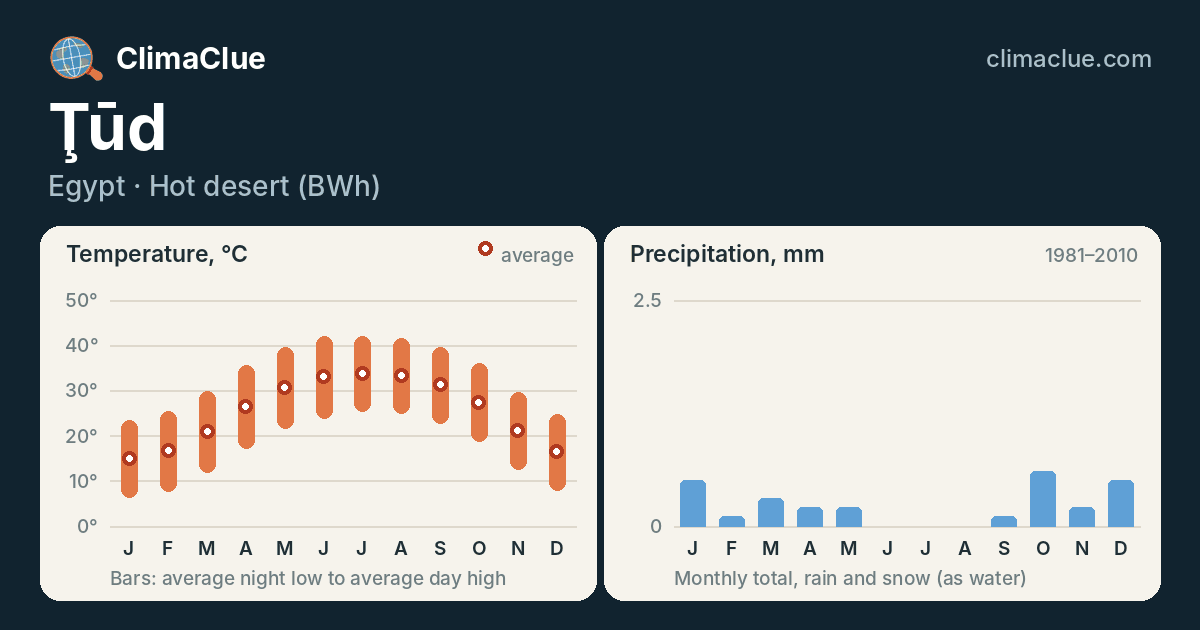 ClimaClue
climaclue.com
Ţūd
Egypt · Hot desert (BWh)
Temperature, °C
average
50°
40°
30°
20°
10°
0°
J F M A M J J A S O N D
Bars: average night low to average day high
Precipitation, mm
1981–2010
2.5
0
J F M A M J J A S O N D
Monthly total, rain and snow (as water)